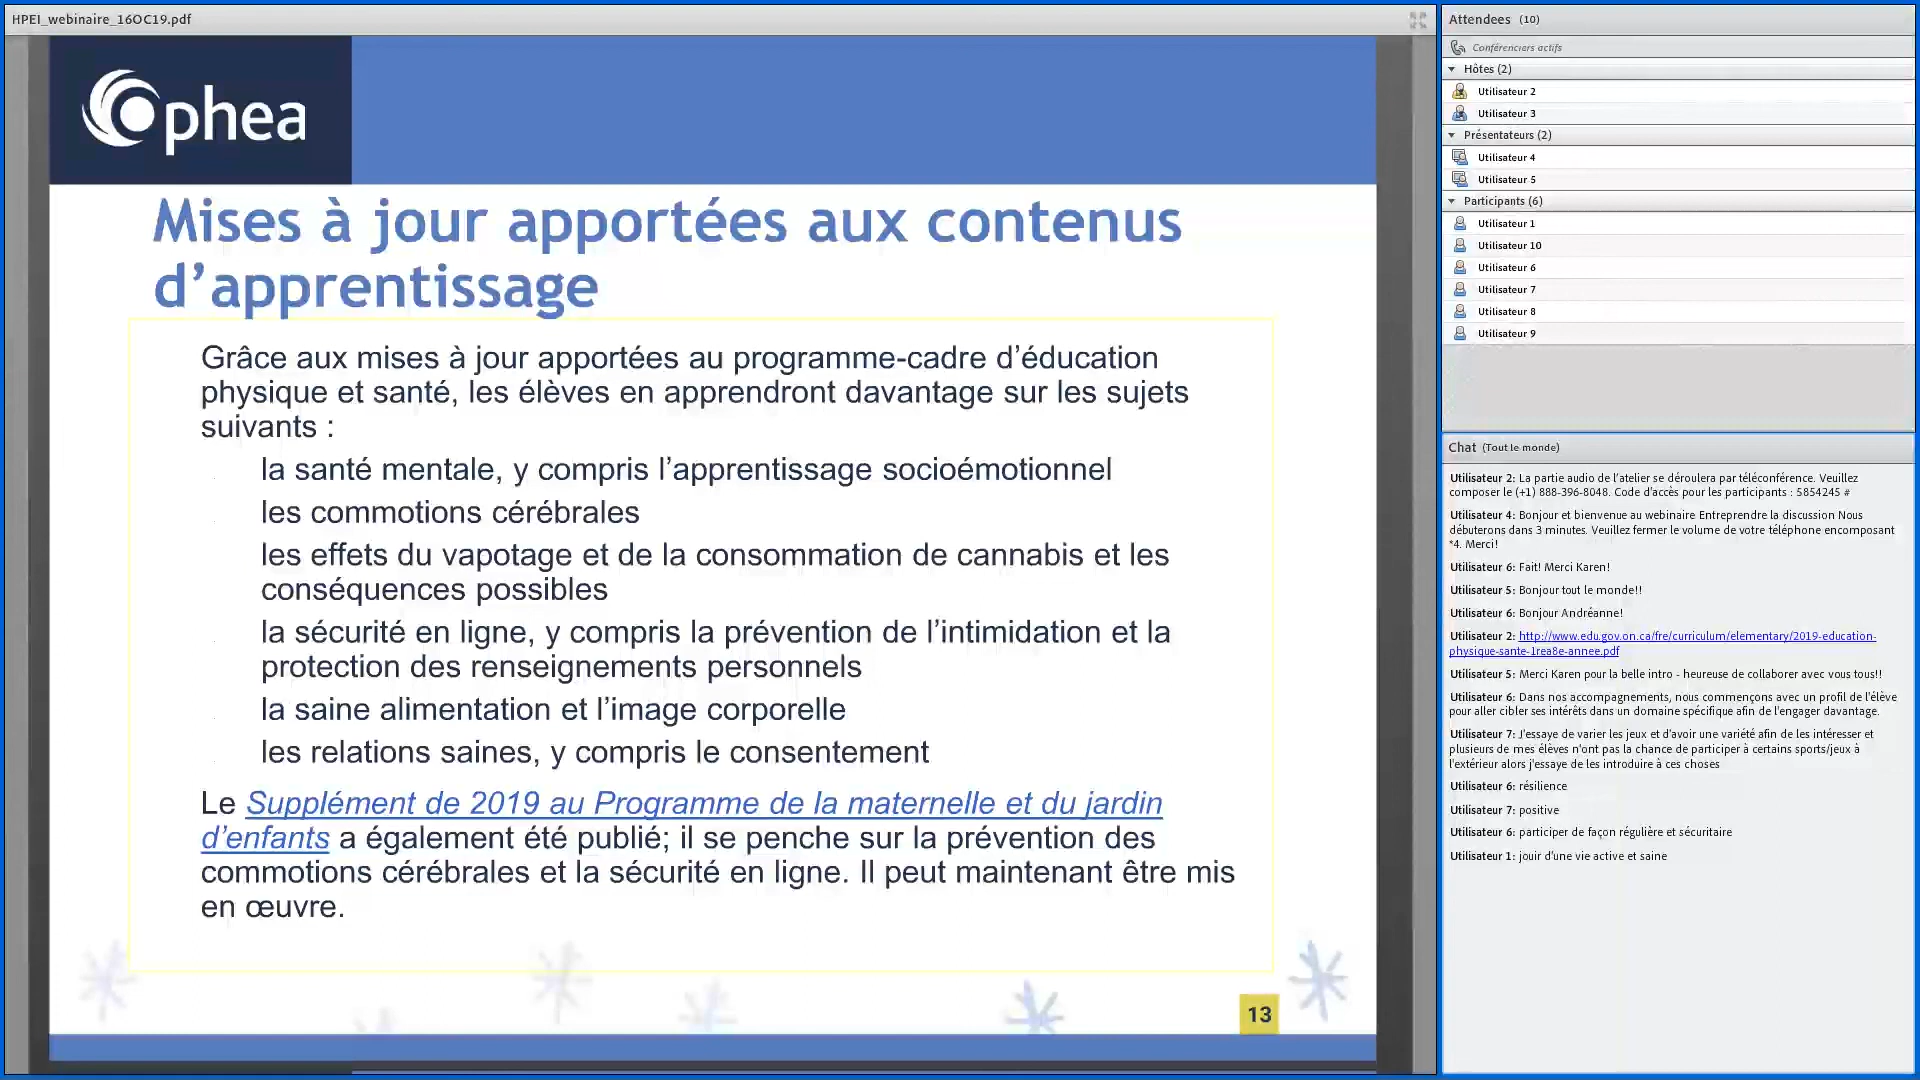 HPEI_webinaire_16OC19.pdf
Ophea
Mises à jour apportées aux contenus
d’apprentissage
Grâce aux mises à jour apportées au programme-cadre d’éducation
physique et santé, les élèves en apprendront davantage sur les sujets
suivants :
la santé mentale, y compris l’apprentissage socioémotionnel
les commotions cérébrales
les effets du vapotage et de la consommation de cannabis et les
conséquences possibles
la sécurité en ligne, y compris la prévention de l’intimidation et la
protection des renseignements personnels
la saine alimentation et l’image corporelle
les relations saines, y compris le consentement
Le Supplément de 2019 au Programme de la maternelle et du jardin
d’enfants a également été publié; il se penche sur la prévention des
commotions cérébrales et la sécurité en ligne. Il peut maintenant être mis
en œuvre.
13
Attendees (10)
Conférenciers actifs
Hôtes (2)
Utilisateur 2
Utilisateur 3
Présentateurs (2)
Utilisateur 4
Utilisateur 5
Participants (6)
Utilisateur 1
Utilisateur 10
Utilisateur 6
Utilisateur 7
Utilisateur 8
Utilisateur 9
Chat (Tout le monde)
Utilisateur 2: La partie audio de l'atelier se déroulera par téléconférence. Veuillez
composer le (+1) 888-396-8048. Code d'accès pour les participants : 5854245 #
Utilisateur 4: Bonjour et bienvenue au webinaire Entreprendre la discussion Nous
débuterons dans 3 minutes. Veuillez fermer le volume de votre téléphone encomposant
*4. Merci!
Utilisateur 6: Fait! Merci Karen!
Utilisateur 5: Bonjour tout le monde!!
Utilisateur 6: Bonjour Andréanne!
Utilisateur 2: http://www.edu.gov.on.ca/fre/curriculum/elementary/2019-education-
physique-sante-1rea8e-annee.pdf
Utilisateur 5: Merci Karen pour la belle intro - heureuse de collaborer avec vous tous!!
Utilisateur 6: Dans nos accompagnements, nous commençons avec un profil de l'élève
pour aller cibler ses intérêts dans un domaine spécifique afin de l'engager davantage.
Utilisateur 7: J'essaye de varier les jeux et d'avoir une variété afin de les intéresser et
plusieurs de mes élèves n'ont pas la chance de participer à certains sports/jeux à
l'extérieur alors j'essaye de les introduire à ces choses
Utilisateur 6: résilience
Utilisateur 7: positive
Utilisateur 6: participer de façon régulière et sécuritaire
Utilisateur 1: jouir d'une vie active et saine